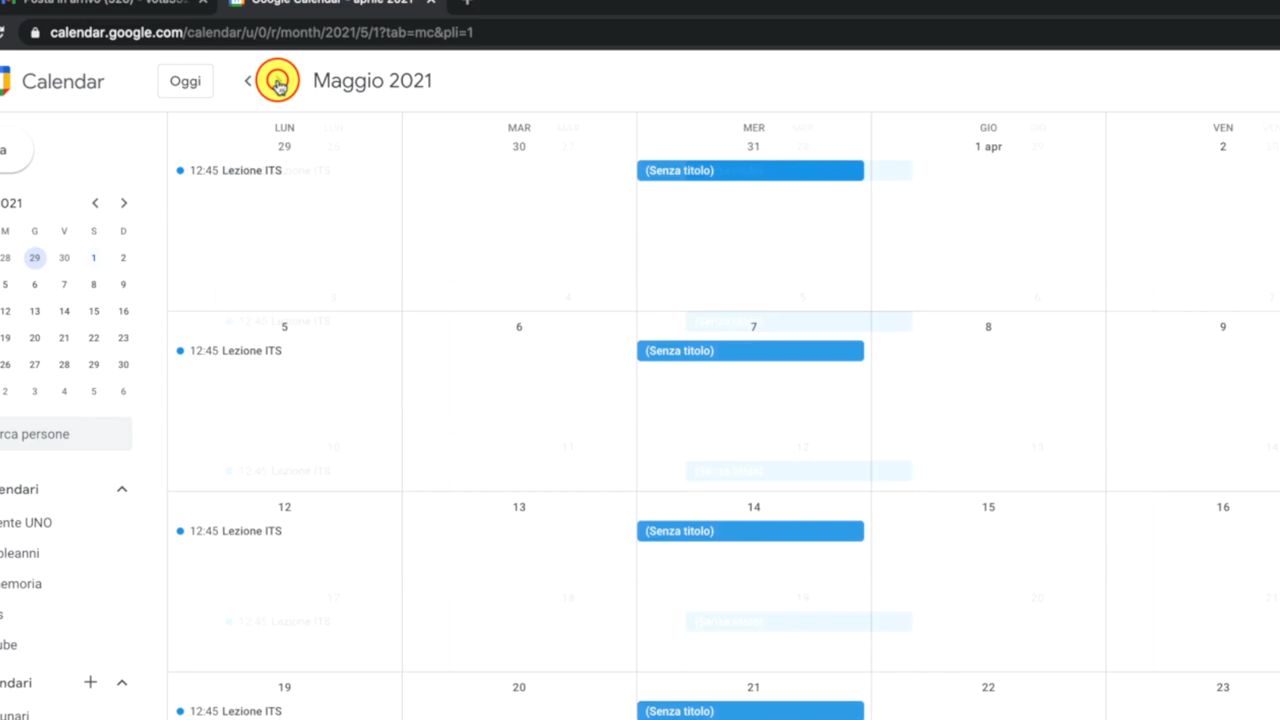 Posta in arrivo (320) - votas
Google Calendar - aprile 2021
calendar.google.com/calendar/u/0/r/month/2021/5/1?tab=mc&pli=1
Calendar
Oggi
Maggio 2021
LUN MAR MER GIO VEN
29 30 31 1 apr 2
12:45 Lezione ITS
(Senza titolo)
a
2021
M G V S D
28 29 30 1 2
5 6 7 8 9
12 13 14 15 16
19 20 21 22 23
26 27 28 29 30
2 3 4 5 6
rca persone
endari
ente UNO
pleanni
emoria
s
ube
endari
unari
5 6 7 8 9
12:45 Lezione ITS
(Senza titolo)
12 13 14 15 16
12:45 Lezione ITS
(Senza titolo)
19 20 21 22 23
12:45 Lezione ITS
(Senza titolo)